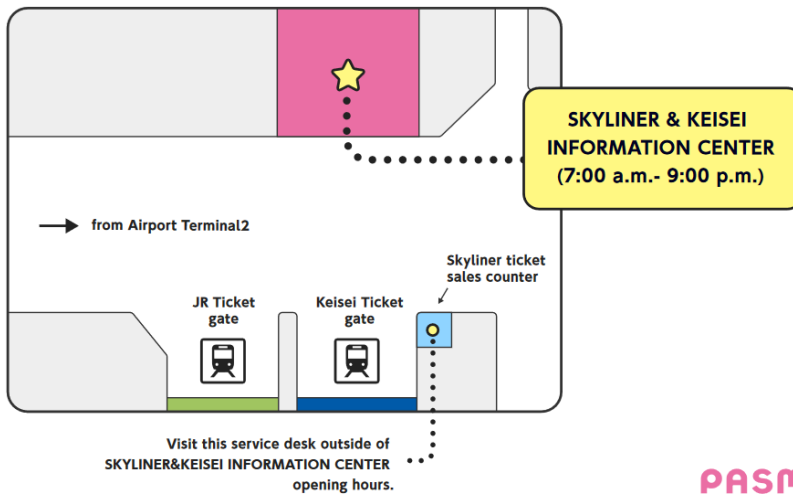 SKYLINER & KEISEI
INFORMATION CENTER
(7:00 a.m.- 9:00 p.m.)
from Airport Terminal2
Skyliner ticket
sales counter
JR Ticket
gate
Keisei Ticket
gate
Visit this service desk outside of
SKYLINER&KEISEI INFORMATION CENTER
opening hours.
PASM